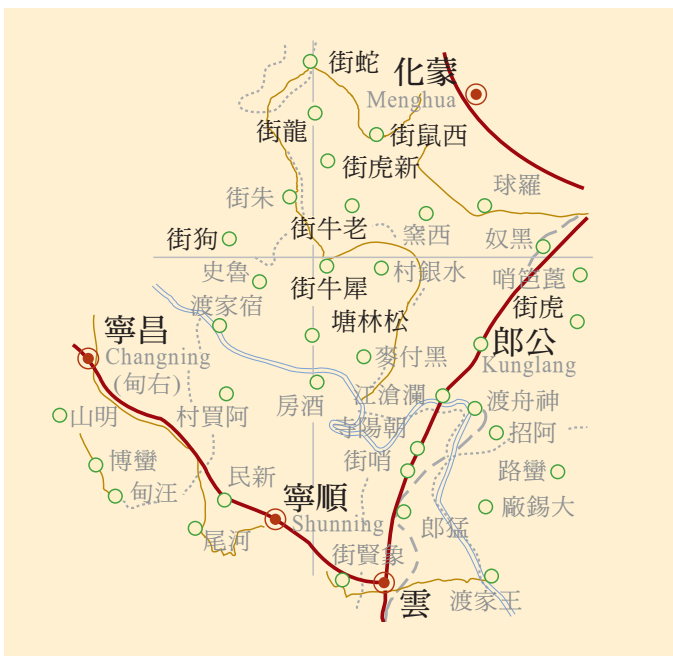 蛇街
蒙化
Menghua
龍街
西鼠街
新虎街
羅球
朱街
老牛街
西窯
狗街
黑奴
魯史
犀牛街
水銀村
蓖笆哨
宿家渡
松林塘
虎街
昌寧
Changning
(右甸)
公郎
Kunglang
黑付麥
酒房
瀾滄江
神舟渡
明山
阿買村
朝陽寺
阿招
蠻博
哨街
蠻路
汪甸
新民
順寧
Shunning
大錫廠
猛郎
河尾
象賢街
雲
王家渡